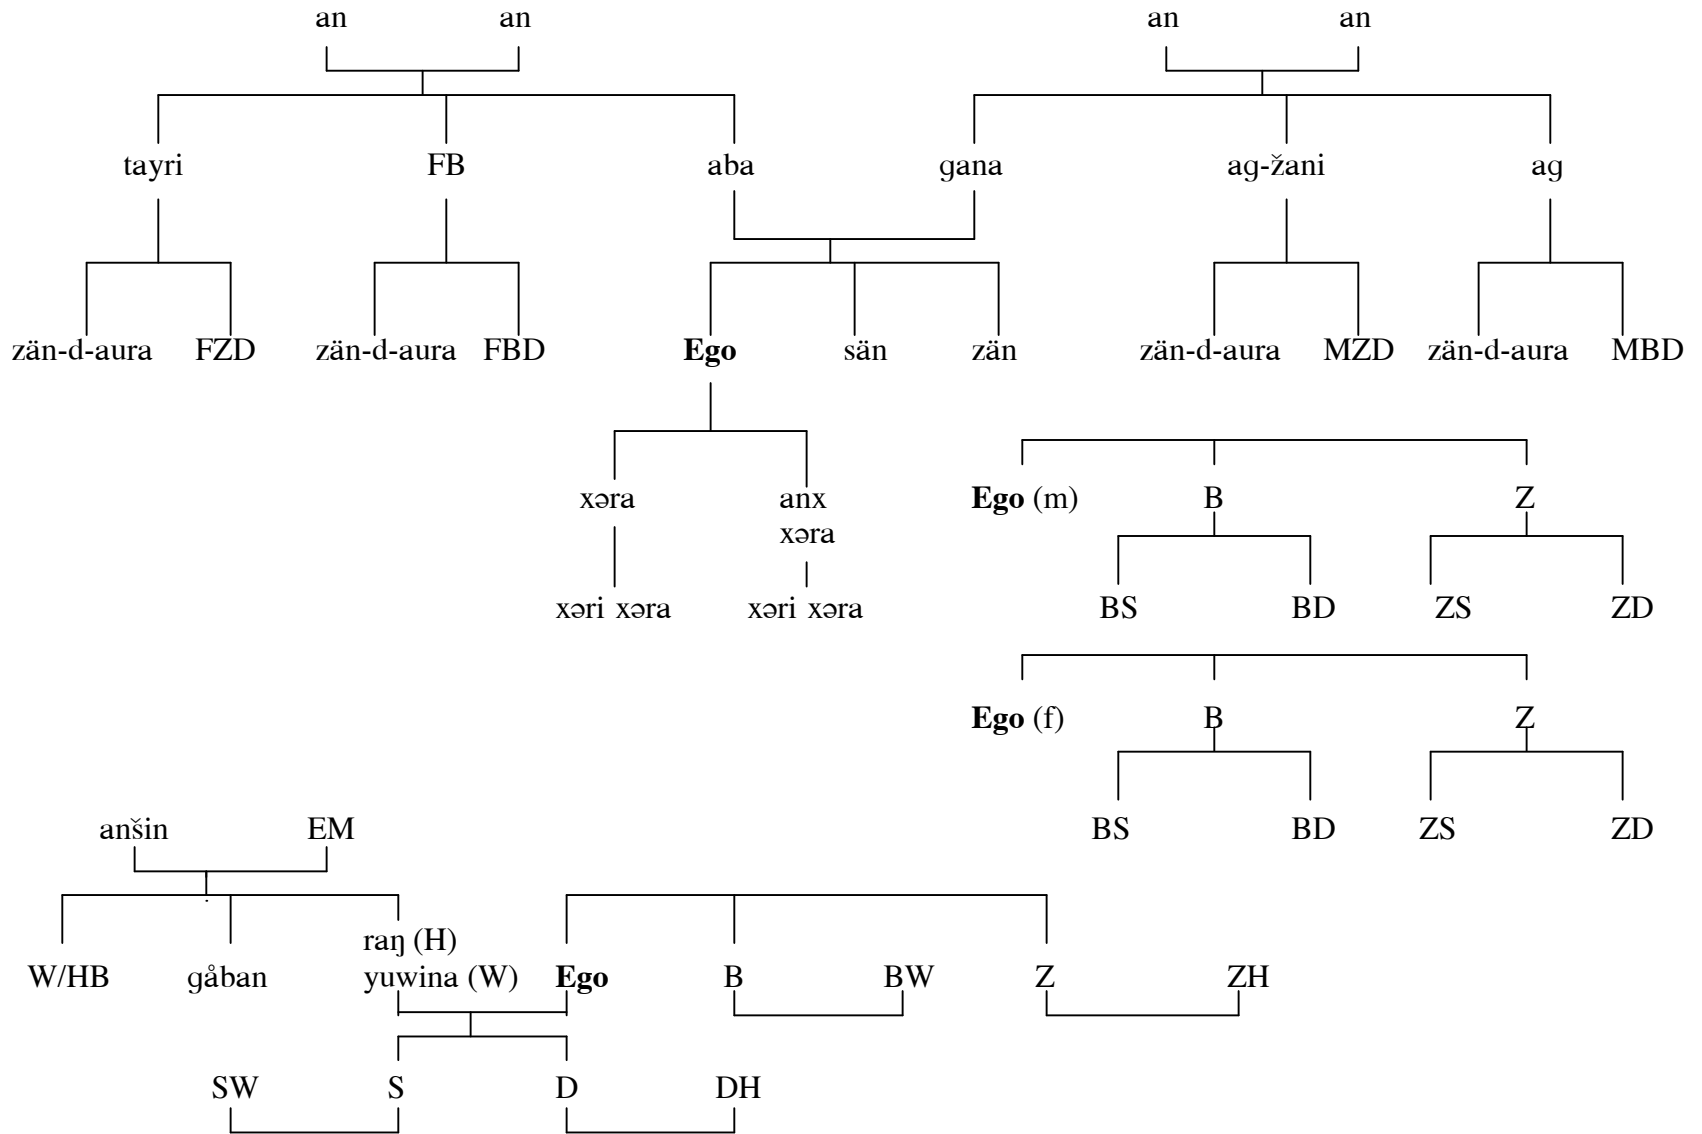 an an an an
tayri FB aba gana ag-žani ag
zän-d-aura FZD zän-d-aura FBD Ego sän zän zän-d-aura MZD zän-d-aura MBD
xəra anx Ego (m) B Z
xəra
xəri xəra xəri xəra BS BD ZS ZD
Ego (f) B Z
anšin EM BS BD ZS ZD
raŋ (H)
W/HB gåban yuwina (W) Ego B BW Z ZH
SW S D DH